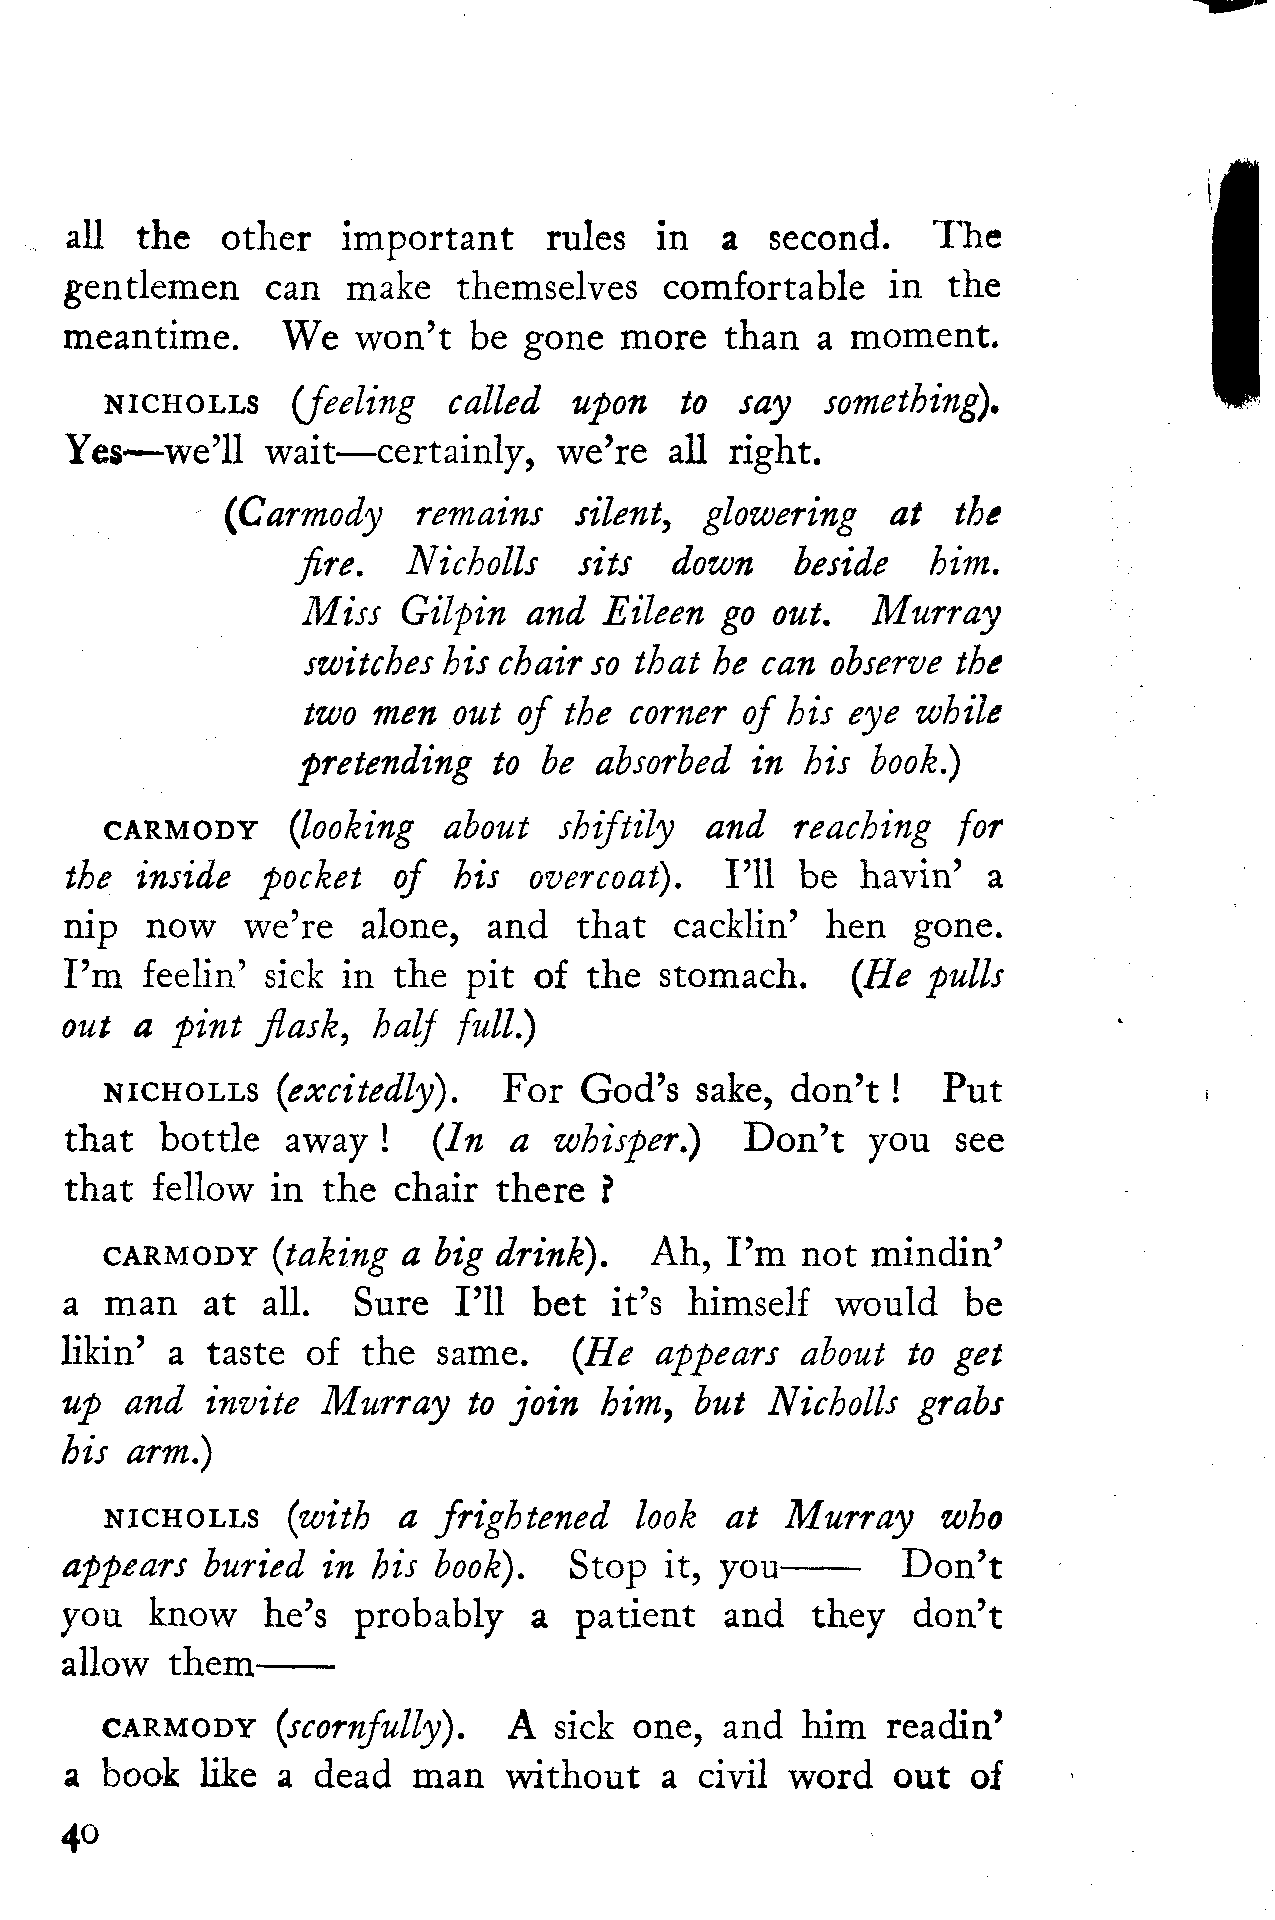 all the other important rules in a second. The
gentlemen can make themselves comfortable in the
meantime. We won’t be gone more than a moment.
NICHOLLS (feeling called upon to say something).
Yes—we’ll wait—certainly, we’re all right.
(Carmody remains silent, glowering at the
fire. Nicholls sits down beside him.
Miss Gilpin and Eileen go out. Murray
switches his chair so that he can observe the
two men out of the corner of his eye while
pretending to be absorbed in his book.)
CARMODY (looking about shiftily and reaching for
the inside pocket of his overcoat). I’ll be havin’ a
nip now we’re alone, and that cacklin’ hen gone.
I’m feelin’ sick in the pit of the stomach. (He pulls
out a pint flask, half full.)
NICHOLLS (excitedly). For God’s sake, don’t ! Put
that bottle away ! (In a whisper.) Don’t you see
that fellow in the chair there ?
CARMODY (taking a big drink). Ah, I’m not mindin’
a man at all. Sure I’ll bet it’s himself would be
likin’ a taste of the same. (He appears about to get
up and invite Murray to join him, but Nicholls grabs
his arm.)
NICHOLLS (with a frightened look at Murray who
appears buried in his book). Stop it, you—— Don’t
you know he’s probably a patient and they don’t
allow them——
CARMODY (scornfully). A sick one, and him readin’
a book like a dead man without a civil word out of
40